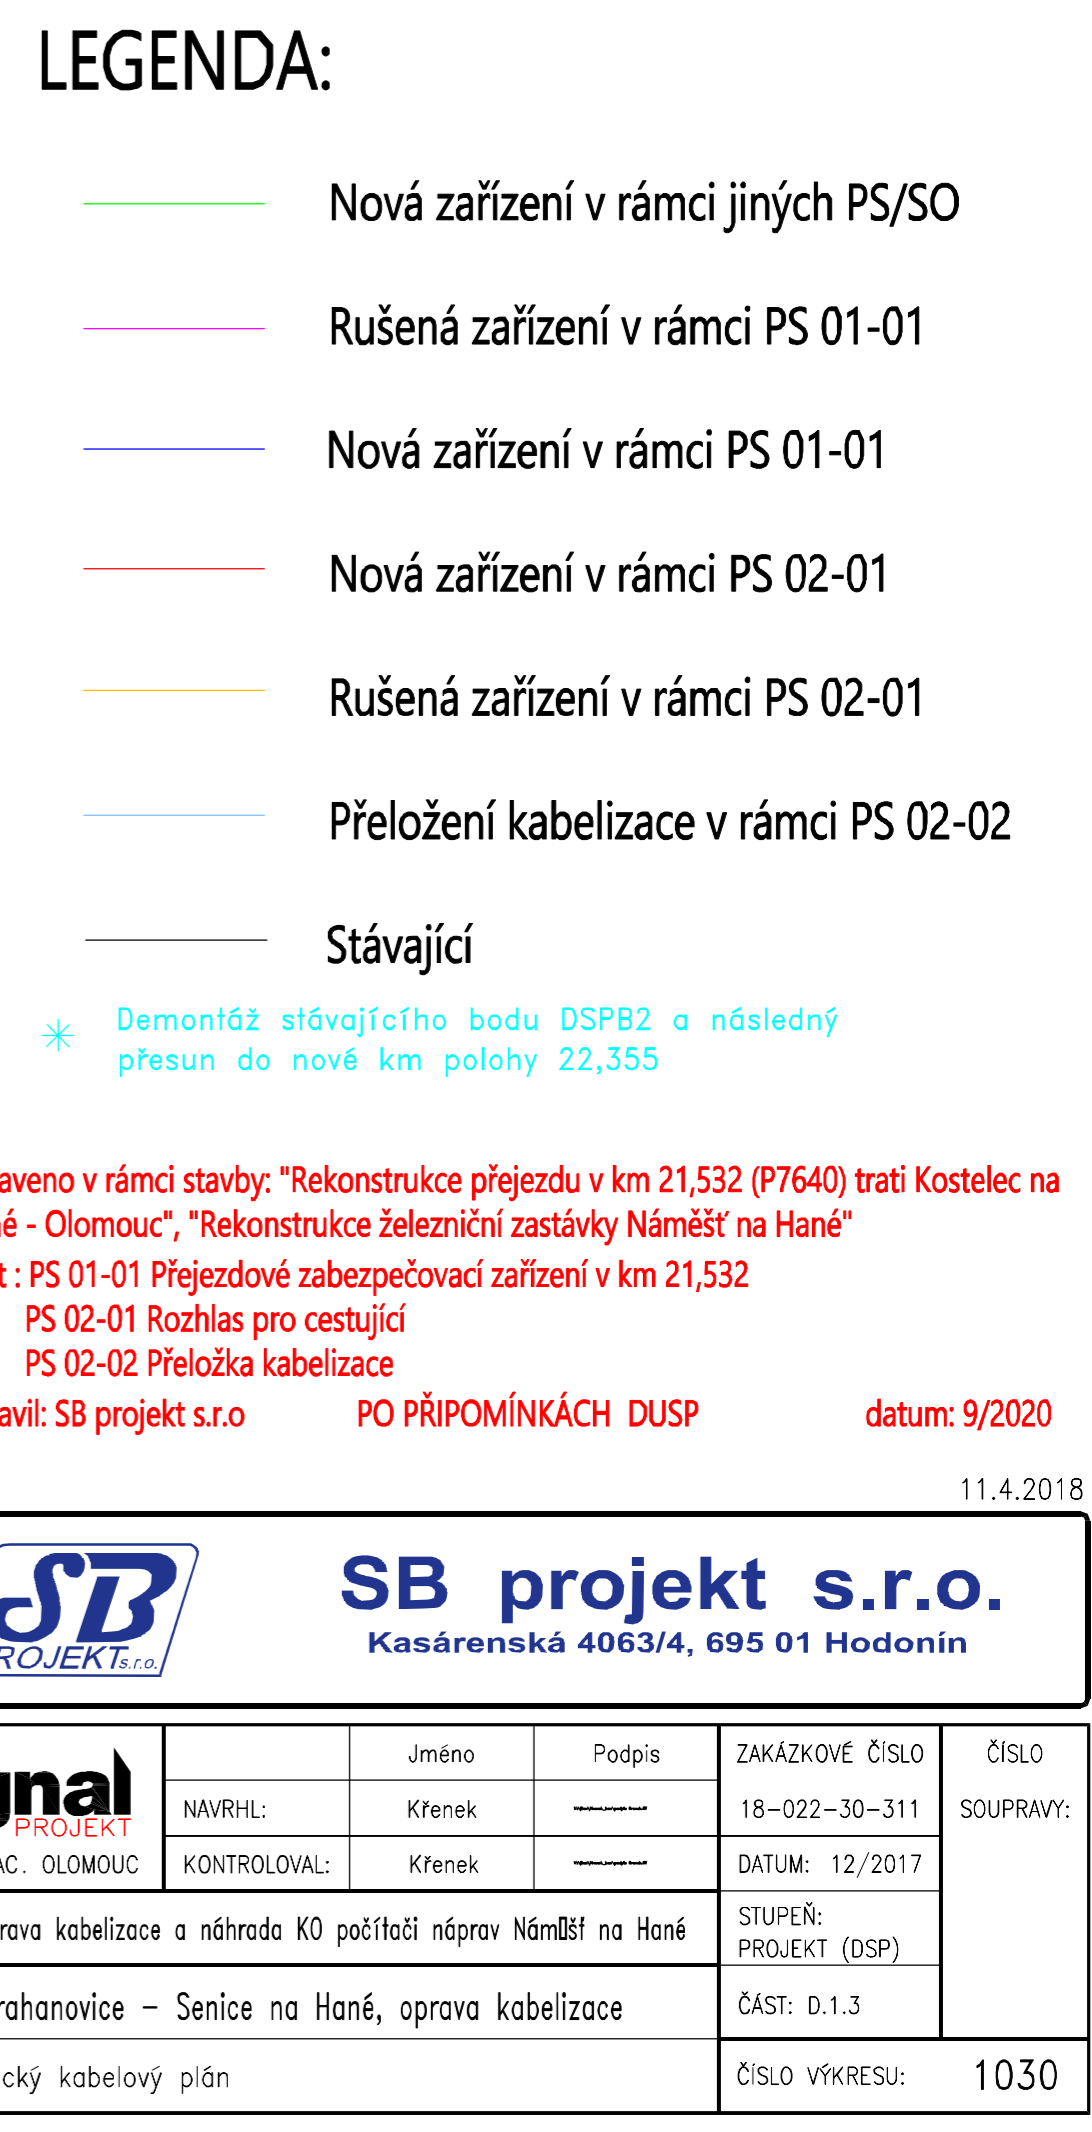 LEGENDA:
Nová zařízení v rámci jiných PS/SO
Rušená zařízení v rámci PS 01-01
Nová zařízení v rámci PS 01-01
Nová zařízení v rámci PS 02-01
Rušená zařízení v rámci PS 02-01
Přeložení kabelizace v rámci PS 02-02
Stávající
Demontáž stávajícího bodu DSPB2 a následný
přesun do nové km polohy 22,355
aveno v rámci stavby: "Rekonstrukce přejezdu v km 21,532 (P7640) trati Kostelec na
é - Olomouc", "Rekonstrukce železniční zastávky Náměšť na Hané"
t : PS 01-01 Přejezdové zabezpečovací zařízení v km 21,532
PS 02-01 Rozhlas pro cestující
PS 02-02 Přeložka kabelizace
avil: SB projekt s.r.o PO PŘIPOMÍNKÁCH DUSP datum: 9/2020
11.4.2018
SB
ROJEKT s.r.o.
SB projekt s.r.o.
Kasárenská 4063/4, 695 01 Hodonín
gnal
PROJEKT
AC. OLOMOUC
Jméno Podpis
NAVRHL: Křenek
KONTROLOVAL: Křenek
ZAKÁZKOVÉ ČÍSLO
18-022-30-311
DATUM: 12/2017
STUPEŇ:
PROJEKT (DSP)
ČÁST: D.1.3
ČÍSLO
SOUPRAVY:
rava kabelizace a náhrada KO počítači náprav Nám▯šť na Hané
rahanovice – Senice na Hané, oprava kabelizace
ický kabelový plán
ČÍSLO VÝKRESU: 1030